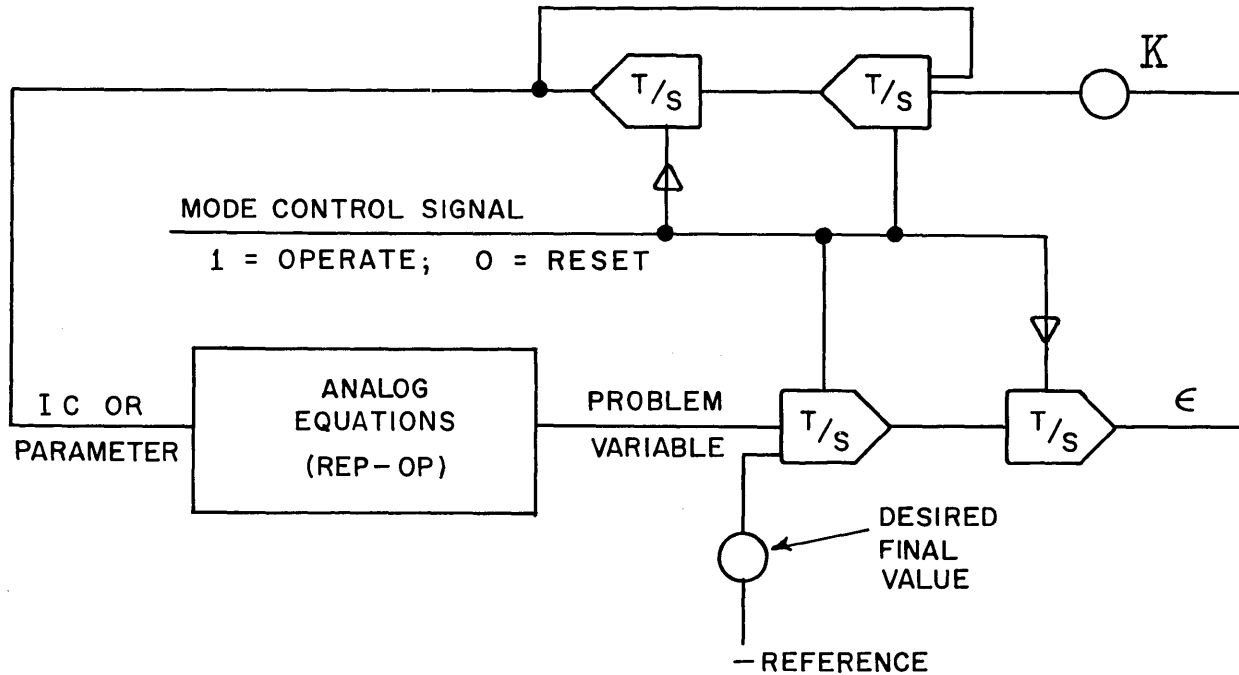 K
T/S
T/S
MODE CONTROL SIGNAL
1 = OPERATE; 0 = RESET
IC OR
PARAMETER
ANALOG
EQUATIONS
(REP-OP)
PROBLEM
VARIABLE
T/S
T/S
ϵ
DESIRED
FINAL
VALUE
-REFERENCE